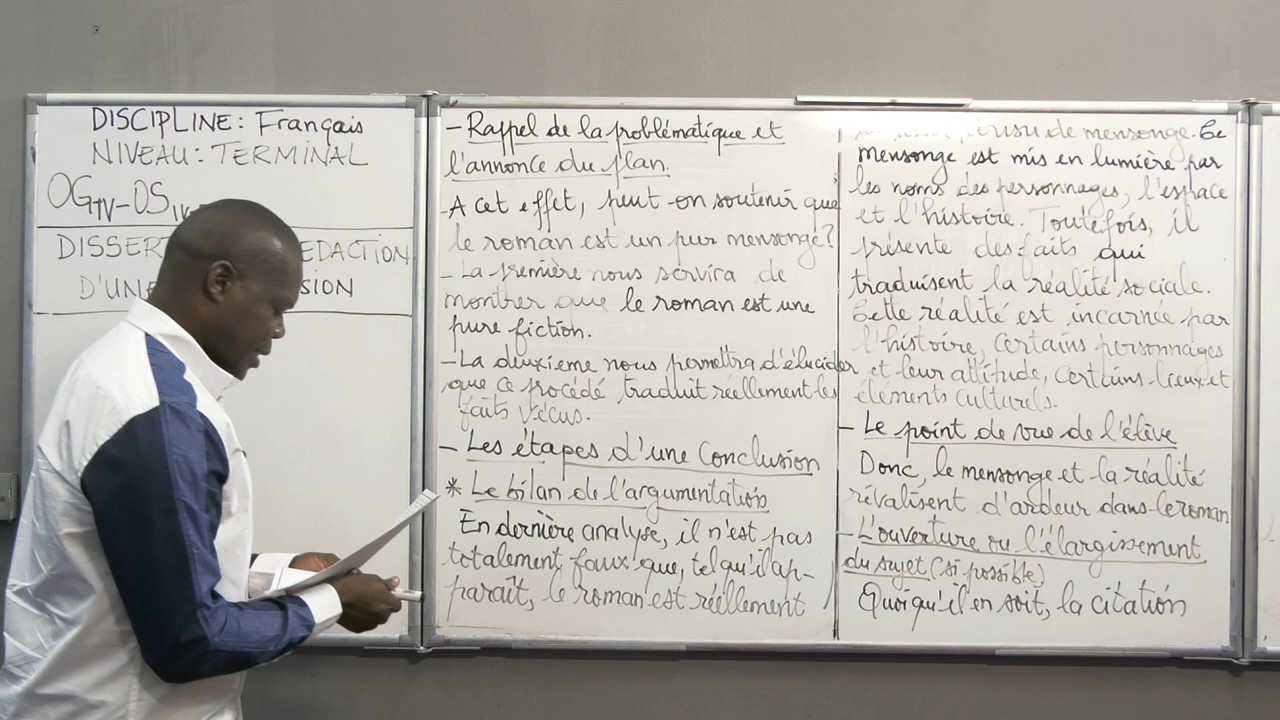 DISCIPLINE: Français
NIVEAU: TERMINAL
OG_IV-OS_IV
DISSERT EDACTION
D'UNE SION
- Rappel de la problématique et
l'annonce du plan.
- A cet effet, peut-on soutenir que
le roman est un pur mensonge?
- La première nous servira de
montrer que le roman est une
pure fiction.
- La deuxieme nous permettra d'élucider
que ce procédé traduit réellement les
faits vécus.
- Les étapes d'une Conclusion
* Le bilan de l'argumentation
En dernière analyse, il n'est pas
totalement faux que, tel qu'il ap-
paraît, le roman est réellement
de mensonge. Ce
mensonge est mis en lumière par
les noms des personnages, l'espace
et l'histoire. Toutefois, il
présente des faits qui
traduisent la réalité sociale.
Cette réalité est incarnée par
l'histoire, certains personnages
et leur attitude, certains lieux et
éléments culturels.
- Le point de vue de l'élève
Donc, le mensonge et la réalité
rivalisent d'ardeur dans le roman
- L'ouverture ou l'élargissement
du sujet (si possible)
Quoiqu'il en soit, la citation